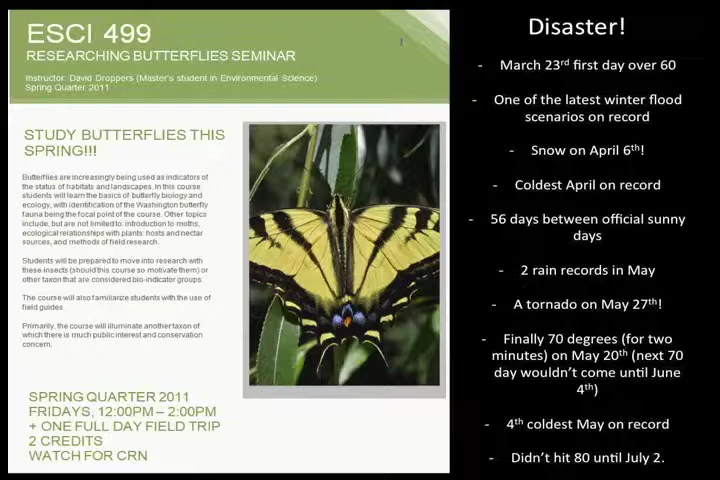 ESCI 499
RESEARCHING BUTTERFLIES SEMINAR
Instructor: David Droppers (Master's student in Environmental Science)
Spring Quarter 2011
STUDY BUTTERFLIES THIS
SPRING!!!
Butterflies are increasingly being used as indicators of
the status of habitats and landscapes. In this course
students will learn the basics of butterfly biology and
ecology, with identification of the Washington butterfly
fauna being the focal point of the course. Other topics
include, but are not limited to: introduction to moths,
ecological relationships with plants: hosts and nectar
sources, and methods of field research.
Students will be prepared to move into research with
these insects (should this course so motivate them) or
other taxon that are considered bio-indicator groups.
The course will also familiarize students with the use of
field guides.
Primarily, the course will illuminate another taxon of
which there is much public interest and conservation
concern.
SPRING QUARTER 2011
FRIDAYS, 12:00PM – 2:00PM
+ ONE FULL DAY FIELD TRIP
2 CREDITS
WATCH FOR CRN
Disaster!
- March 23rd first day over 60
- One of the latest winter flood
scenarios on record
- Snow on April 6th!
- Coldest April on record
- 56 days between official sunny
days
- 2 rain records in May
- A tornado on May 27th!
- Finally 70 degrees (for two
minutes) on May 20th (next 70
day wouldn't come until June
4th)
- 4th coldest May on record
- Didn't hit 80 until July 2.